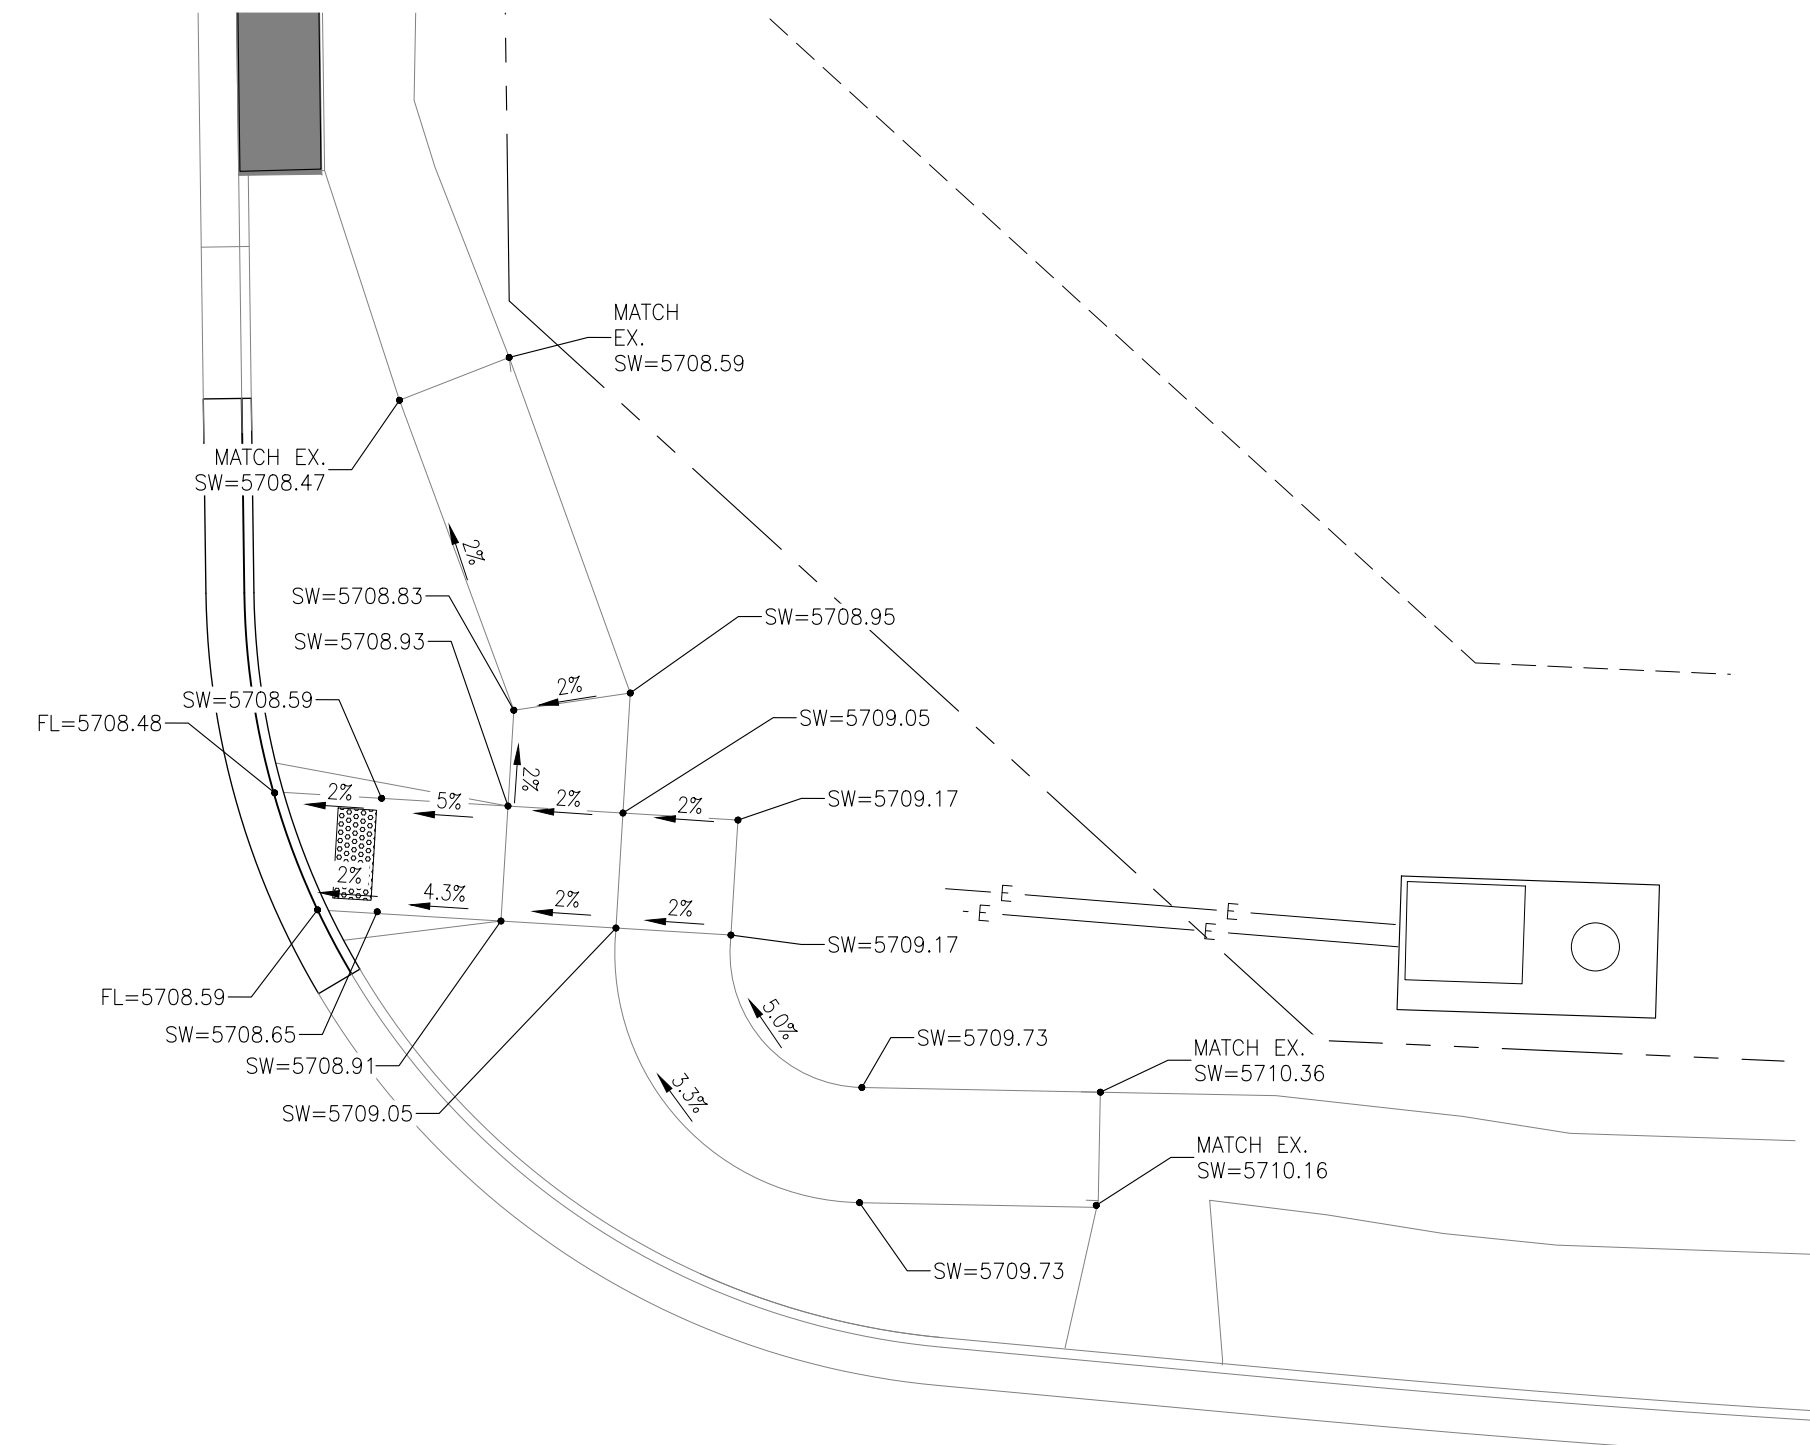 MATCH
EX.
SW=5708.59
MATCH EX.
SW=5708.47
2%
SW=5708.83
SW=5708.95
SW=5708.93
2%
SW=5708.59
SW=5709.05
FL=5708.48
2%
2%
5%
2%
2%
SW=5709.17
2%
4.3%
2%
2%
E
E
E
E
SW=5709.17
FL=5708.59
SW=5708.65
5.0%
SW=5709.73
MATCH EX.
SW=5710.36
SW=5708.91
3.3%
SW=5709.05
MATCH EX.
SW=5710.16
SW=5709.73